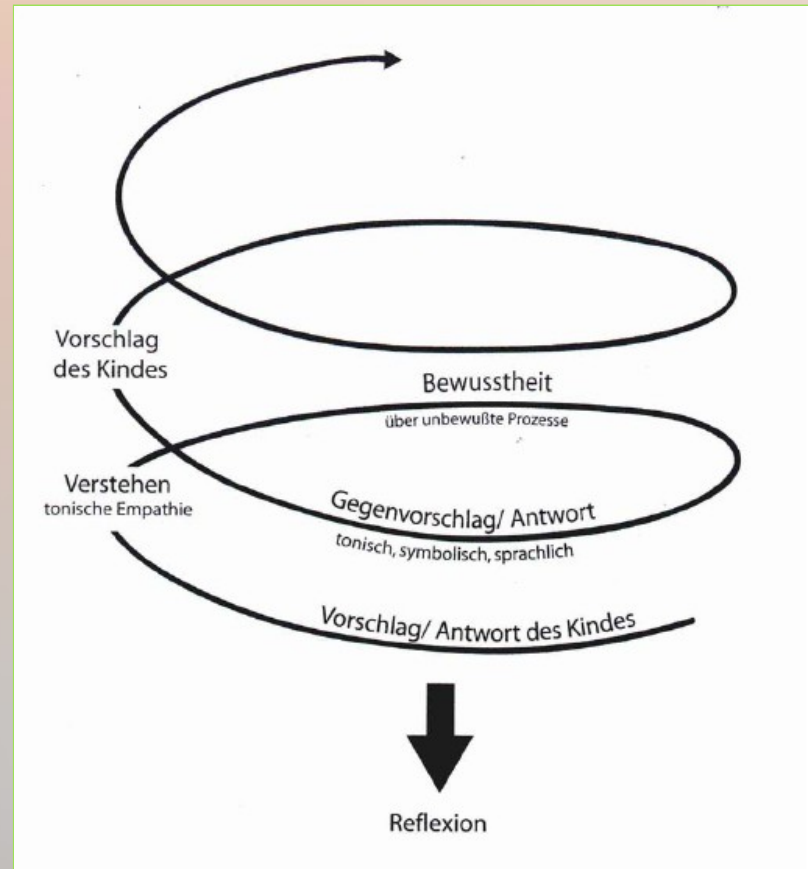 Vorschlag
des Kindes
Bewusstheit
über unbewußte Prozesse
Verstehen
tonische Empathie
Gegenvorschlag/ Antwort
tonisch, symbolisch, sprachlich
Vorschlag/ Antwort des Kindes
Reflexion